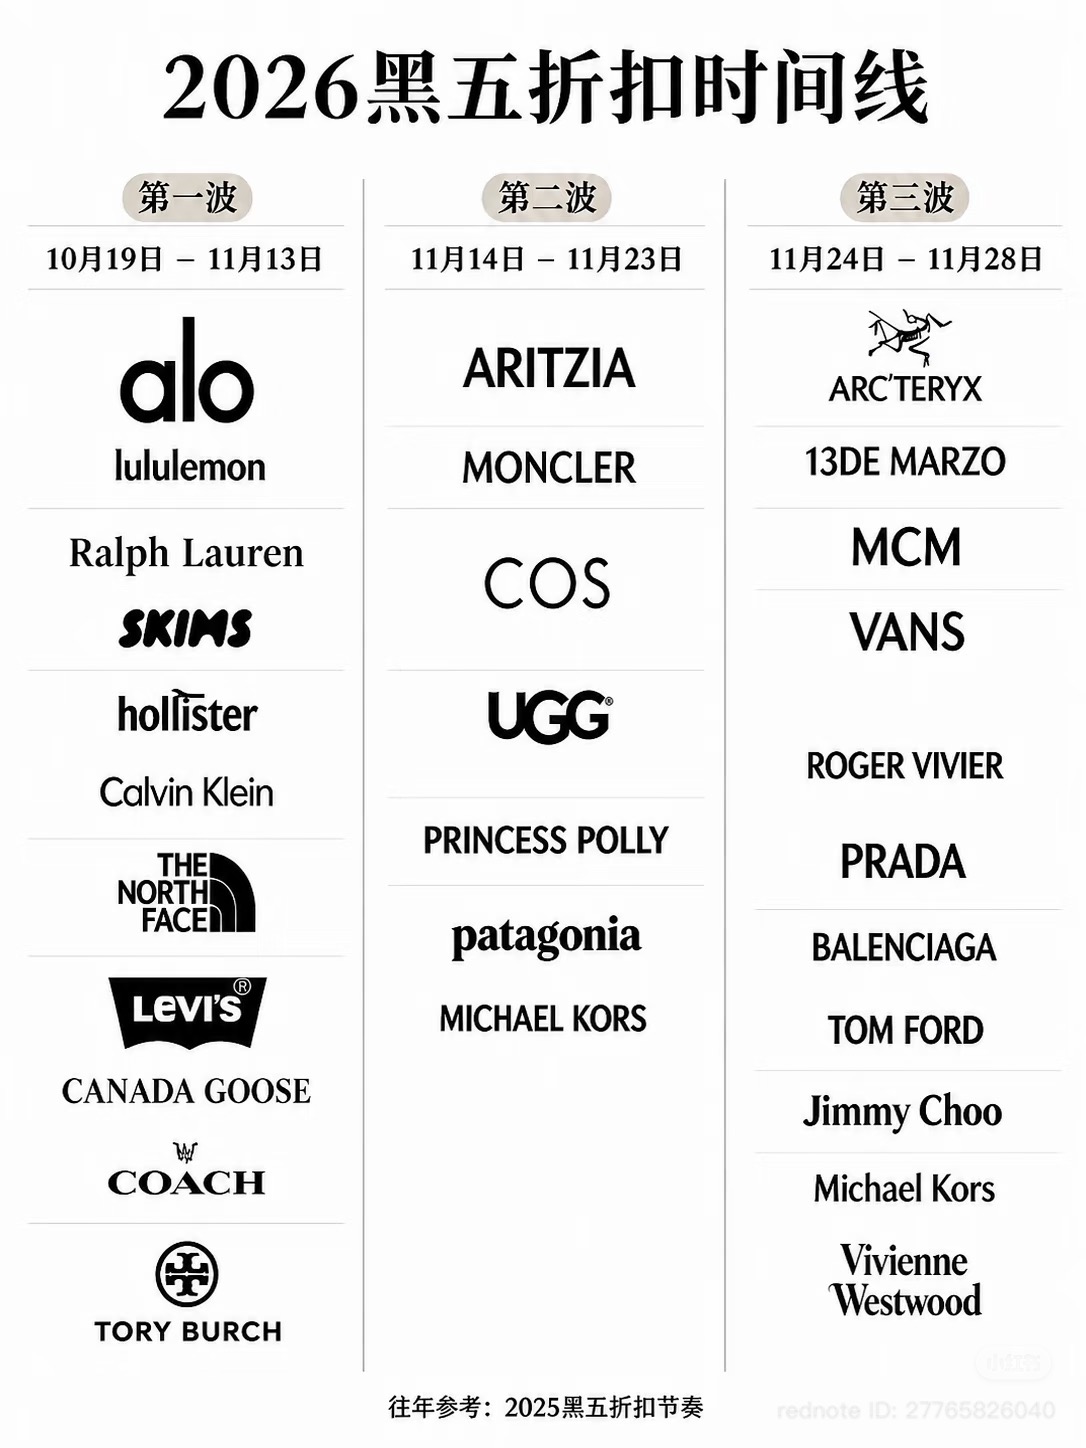 2026黑五折扣时间线
第一波
10月19日 – 11月13日
alo
lululemon
Ralph Lauren
SKIMS
hollister
Calvin Klein
THE
NORTH
FACE
LEVI'S®
CANADA GOOSE
COACH
TORY BURCH
第二波
11月14日 – 11月23日
ARITZIA
MONCLER
COS
UGG®
PRINCESS POLLY
patagonia
MICHAEL KORS
第三波
11月24日 – 11月28日
ARC'TERYX
13DE MARZO
MCM
VANS
ROGER VIVIER
PRADA
BALENCIAGA
TOM FORD
Jimmy Choo
Michael Kors
Vivienne
Westwood
往年参考：2025黑五折扣节奏
小红书
rednote ID: 27765826040